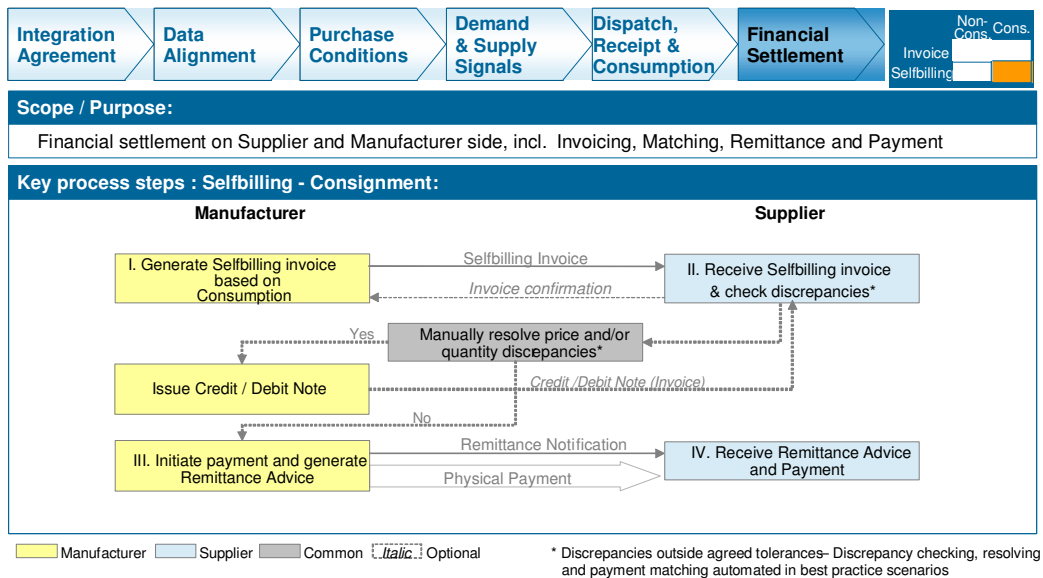 Integration
Agreement
Data
Alignment
Purchase
Conditions
Demand
& Supply
Signals
Dispatch,
Receipt &
Consumption
Financial
Settlement
Non-
Cons. Cons.
Invoice
Selfbilling
Scope / Purpose:
Financial settlement on Supplier and Manufacturer side, incl. Invoicing, Matching, Remittance and Payment
Key process steps : Selfbilling - Consignment:
Manufacturer
Supplier
I. Generate Selfbilling invoice
based on
Consumption
Selfbilling Invoice
Invoice confirmation
II. Receive Selfbilling invoice
& check discrepancies*
Yes
Manually resolve price and/or
quantity discrepancies*
Issue Credit / Debit Note
Credit /Debit Note (Invoice)
No
III. Initiate payment and generate
Remittance Advice
Remittance Notification
Physical Payment
IV. Receive Remittance Advice
and Payment
Manufacturer
Supplier
Common
Italic
Optional
* Discrepancies outside agreed tolerances– Discrepancy checking, resolving
and payment matching automated in best practice scenarios